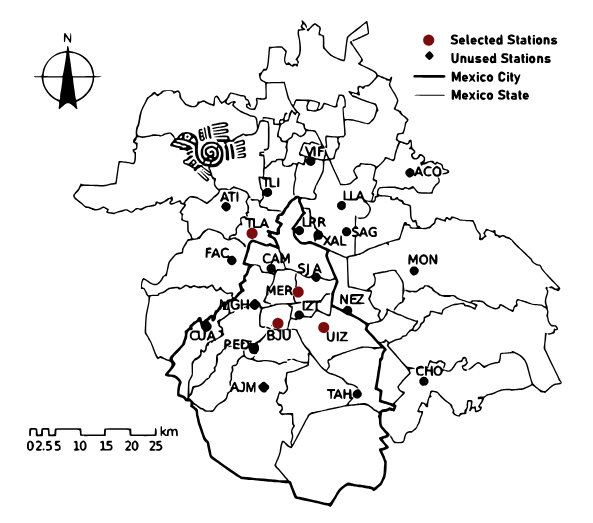 N
Selected Stations
Unused Stations
Mexico City
Mexico State
VIF
ACO
TLI
ATI
LLA
TLA
LPR
XAL
SAG
FAC
CAM
SJA
MON
MER
NEZ
MGH
IZT
CUA
BJU
UIZ
PED
CHO
AJM
TAH
km
0 2.5 5 10 15 20 25